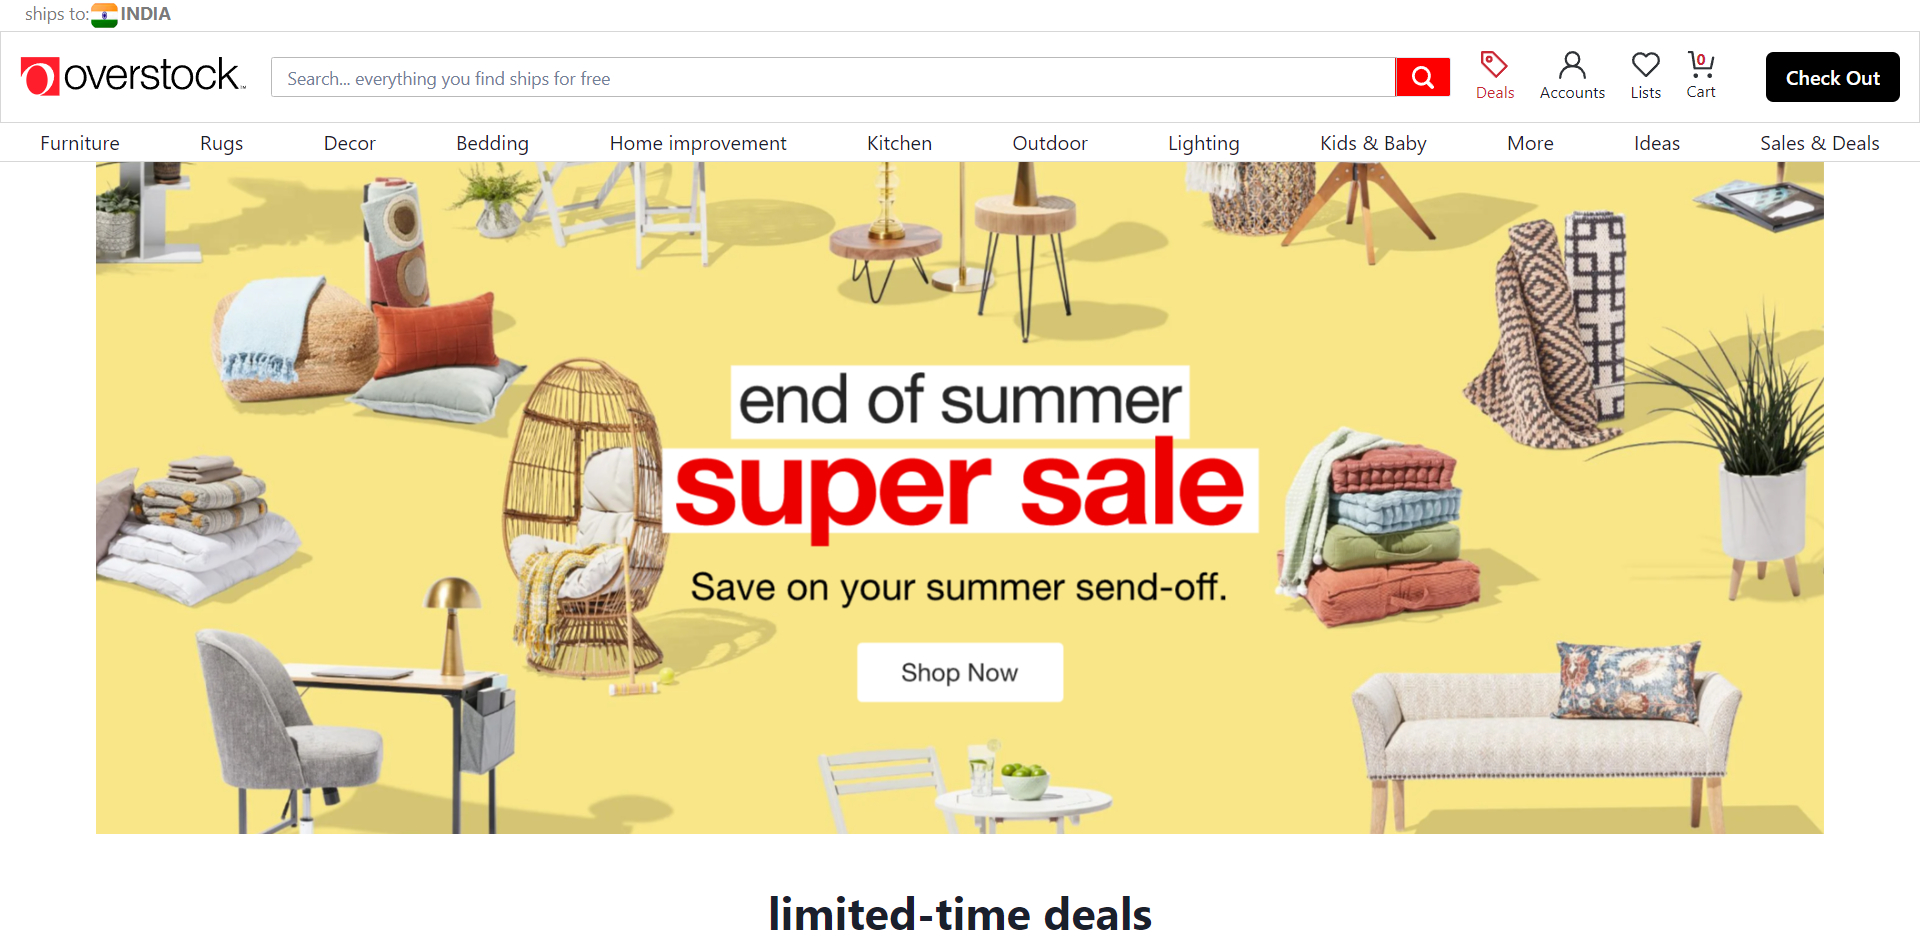 ships to: INDIA
overstock™
Search... everything you find ships for free
Deals
Accounts
Lists
0
Cart
Check Out
Furniture Rugs Decor Bedding Home improvement Kitchen Outdoor Lighting Kids & Baby More Ideas Sales & Deals
end of summer
super sale
Save on your summer send-off.
Shop Now
limited-time deals